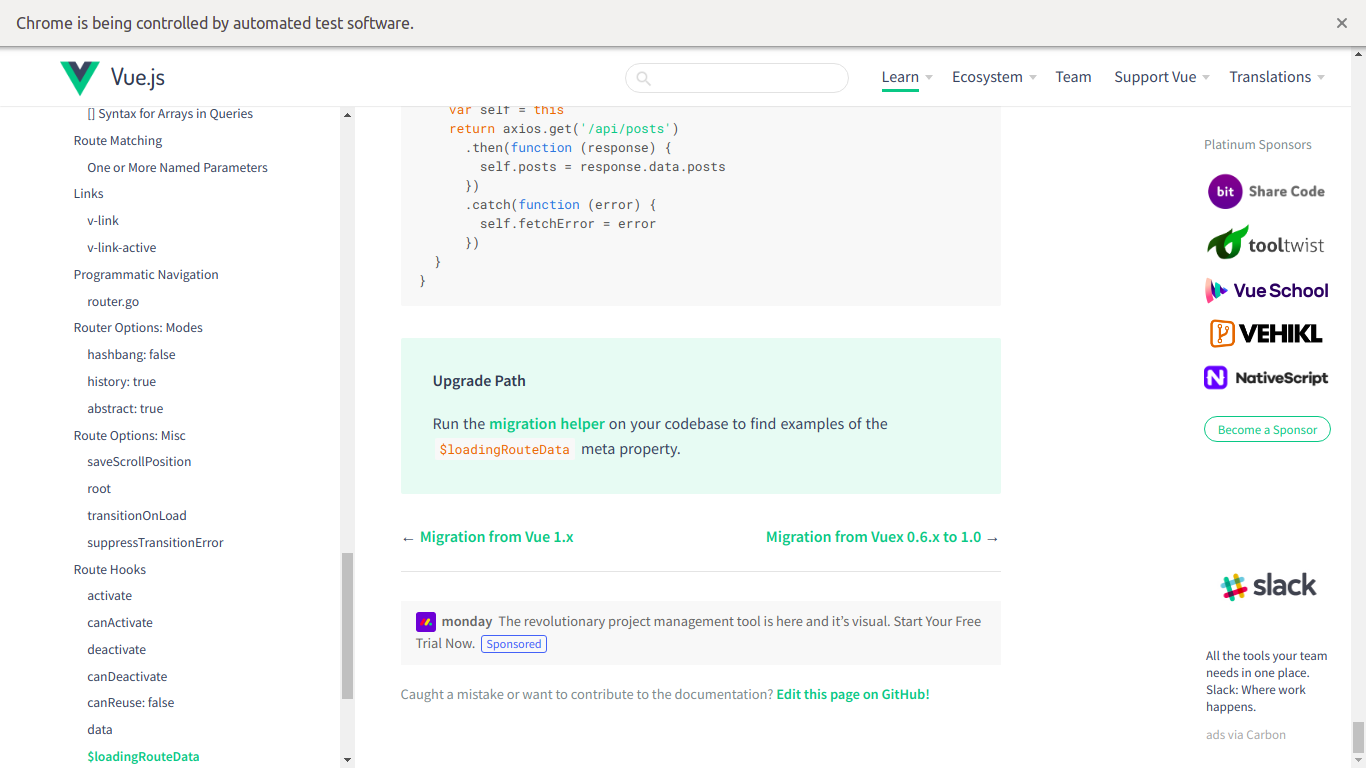 Chrome is being controlled by automated test software.
Vue.js
Learn
Ecosystem
Team
Support Vue
Translations
[] Syntax for Arrays in Queries
Route Matching
One or More Named Parameters
Links
v-link
v-link-active
Programmatic Navigation
router.go
Router Options: Modes
hashbang: false
history: true
abstract: true
Route Options: Misc
saveScrollPosition
root
transitionOnLoad
suppressTransitionError
Route Hooks
activate
canActivate
deactivate
canDeactivate
canReuse: false
data
$loadingRouteData
var self = this
return axios.get('/api/posts')
.then(function (response) {
self.posts = response.data.posts
})
.catch(function (error) {
self.fetchError = error
})
}
}
Upgrade Path
Run the migration helper on your codebase to find examples of the
$loadingRouteData meta property.
← Migration from Vue 1.x
Migration from Vuex 0.6.x to 1.0 →
monday The revolutionary project management tool is here and it's visual. Start Your Free
Trial Now. Sponsored
Caught a mistake or want to contribute to the documentation? Edit this page on GitHub!
Platinum Sponsors
bit Share Code
tooltwist
Vue School
VEHIKL
N NativeScript
Become a Sponsor
slack
All the tools your team
needs in one place.
Slack: Where work
happens.
ads via Carbon